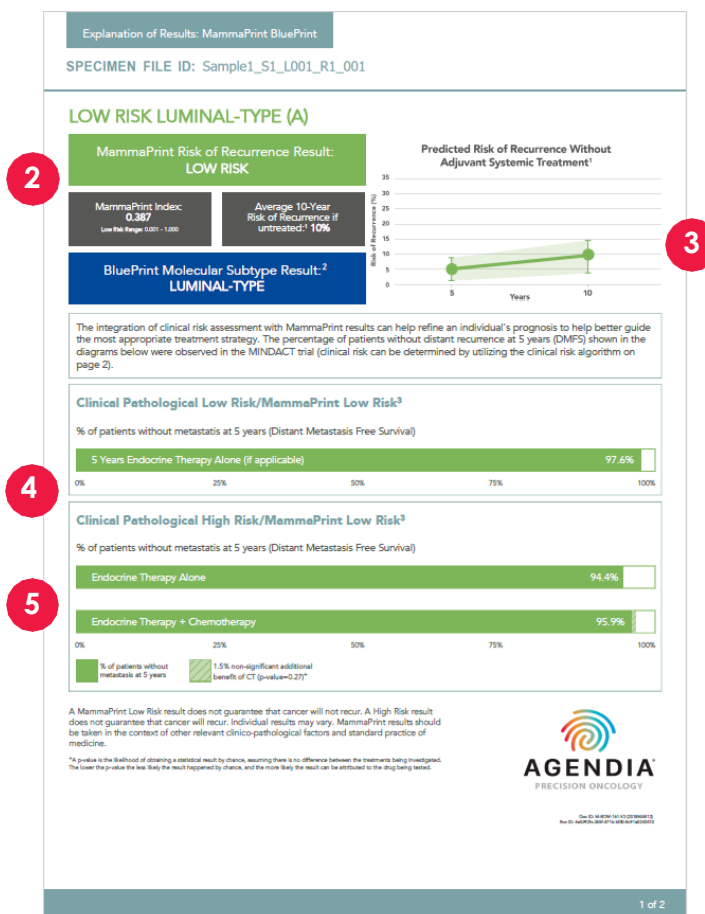 Explanation of Results: MammaPrint BluePrint
SPECIMEN FILE ID: Sample1_S1_L001_R1_001
LOW RISK LUMINAL-TYPE (A)
2
MammaPrint Risk of Recurrence Result:
LOW RISK
MammaPrint Index:
0.387
Low Risk Range: 0.001 - 1.000
Average 10-Year
Risk of Recurrence if
untreated:¹ 10%
BluePrint Molecular Subtype Result:²
LUMINAL-TYPE
Predicted Risk of Recurrence Without
Adjuvant Systemic Treatment¹
Risk of Recurrence (%)
35
30
25
20
15
10
5
0
5
Years
10
3
The integration of clinical risk assessment with MammaPrint results can help refine an individual's prognosis to help better guide
the most appropriate treatment strategy. The percentage of patients without distant recurrence at 5 years (DMFS) shown in the
diagrams below were observed in the MINDACT trial (clinical risk can be determined by utilizing the clinical risk algorithm on
page 2).
Clinical Pathological Low Risk/MammaPrint Low Risk³
% of patients without metastatis at 5 years (Distant Metastasis Free Survival)
5 Years Endocrine Therapy Alone (if applicable) 97.6%
0% 25% 50% 75% 100%
4
Clinical Pathological High Risk/MammaPrint Low Risk³
% of patients without metastatis at 5 years (Distant Metastasis Free Survival)
Endocrine Therapy Alone 94.4%
5
Endocrine Therapy + Chemotherapy 95.9%
0% 25% 50% 75% 100%
% of patients without
metastasis at 5 years
1.5% non-significant additional
benefit of CT (p-value=0.27)*
A MammaPrint Low Risk result does not guarantee that cancer will not recur. A High Risk result
does not guarantee that cancer will recur. Individual results may vary. MammaPrint results should
be taken in the context of other relevant clinico-pathological factors and standard practice of
medicine.
*A p-value is the likelihood of obtaining a statistical result by chance, assuming there is no difference between the treatments being investigated.
The lower the p-value the less likely the result happened by chance, and the more likely the result can be attributed to the drug being tested.
AGENDIA
PRECISION ONCOLOGY
1 of 2